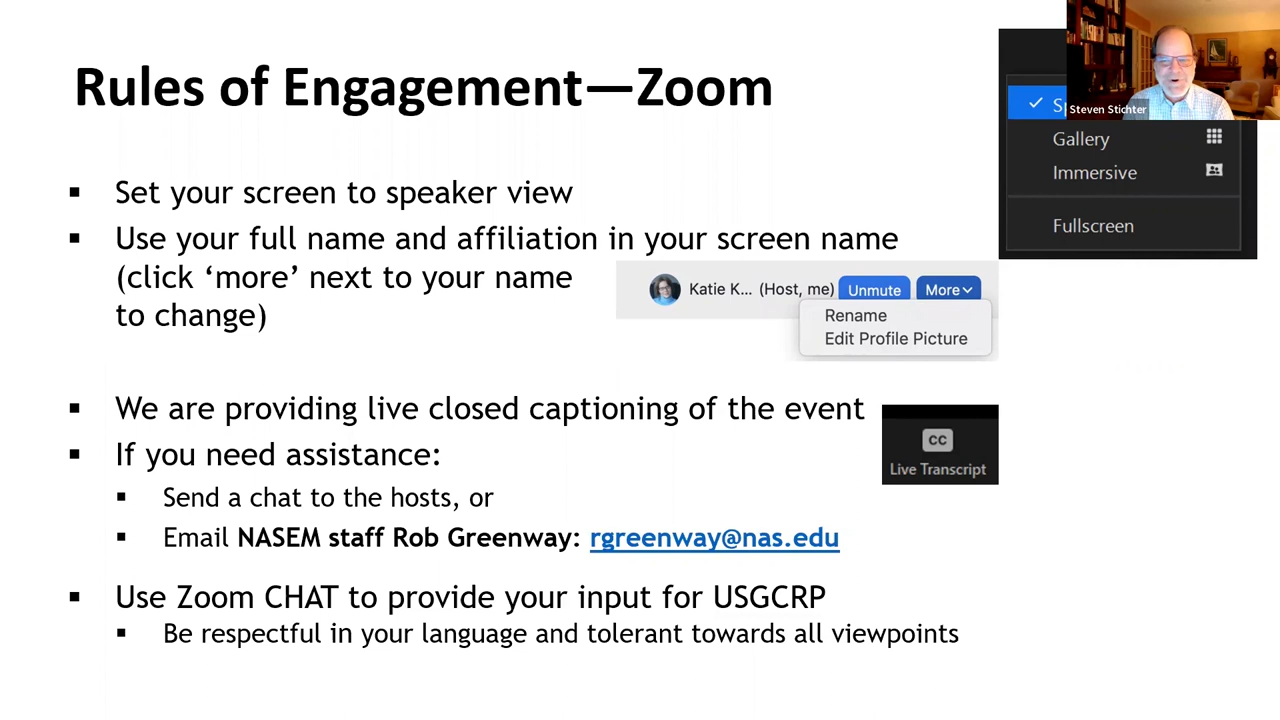 Rules of Engagement—Zoom
Steven Stichter
Gallery
Immersive
Fullscreen
▪ Set your screen to speaker view
▪ Use your full name and affiliation in your screen name
(click ‘more’ next to your name
to change)
Katie K... (Host, me) Unmute More
Rename
Edit Profile Picture
▪ We are providing live closed captioning of the event
CC
Live Transcript
▪ If you need assistance:
▪ Send a chat to the hosts, or
▪ Email NASEM staff Rob Greenway: rgreenway@nas.edu
▪ Use Zoom CHAT to provide your input for USGCRP
▪ Be respectful in your language and tolerant towards all viewpoints